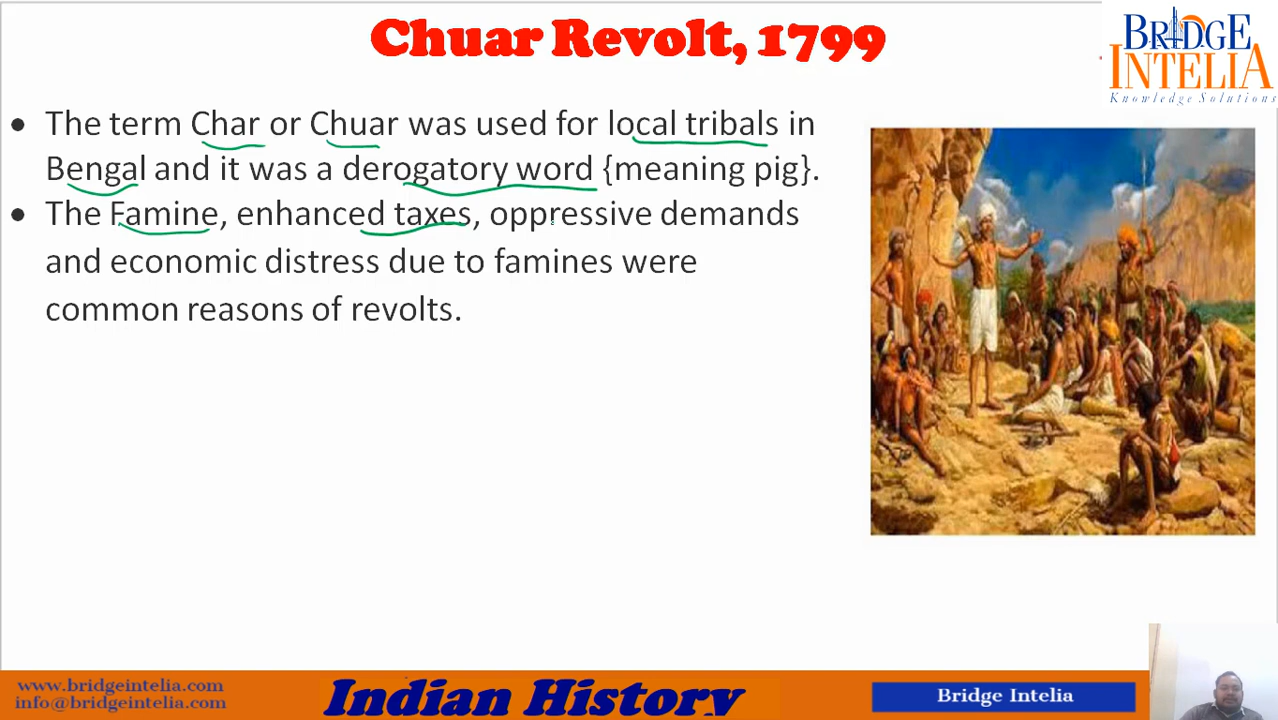 Chuar Revolt, 1799
BRIDGE
INTELIA
Knowledge Solutions
• The term Char or Chuar was used for local tribals in
Bengal and it was a derogatory word {meaning pig}.
• The Famine, enhanced taxes, oppressive demands
and economic distress due to famines were
common reasons of revolts.
www.bridgeintelia.com
info@bridgeintelia.com
Indian History
Bridge Intelia